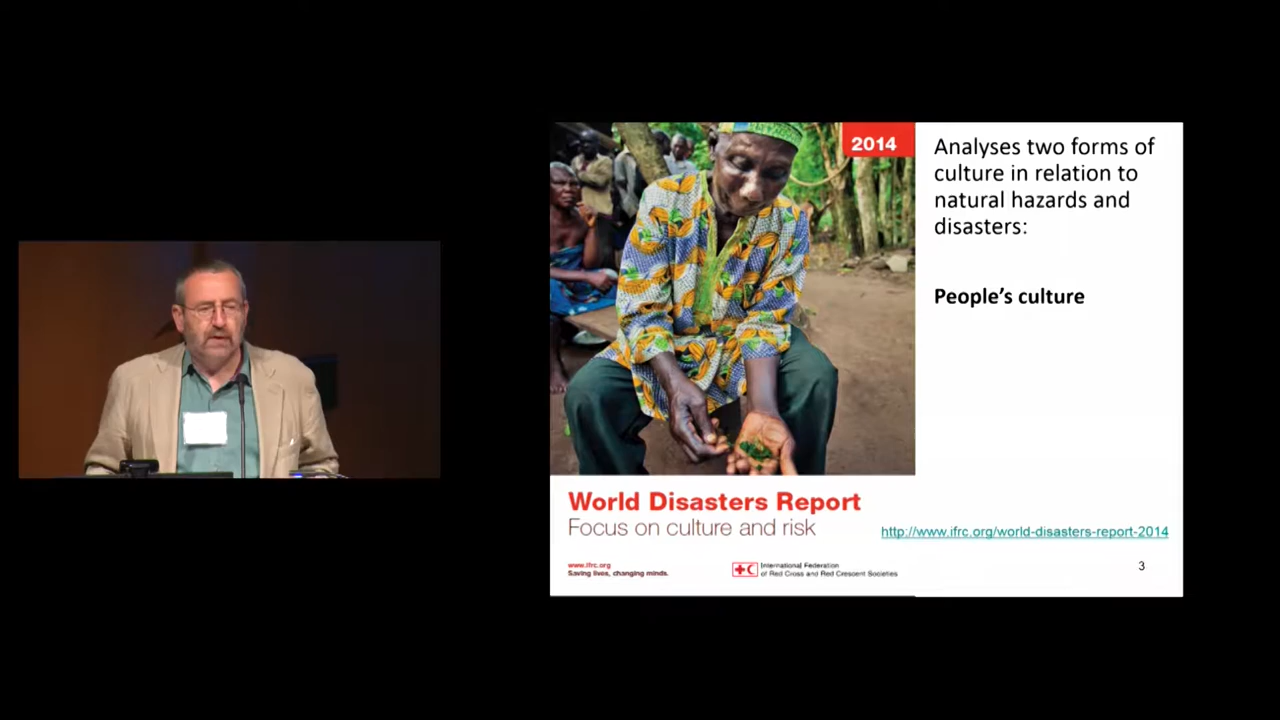 2014
Analyses two forms of
culture in relation to
natural hazards and
disasters:
People’s culture
World Disasters Report
Focus on culture and risk
http://www.ifrc.org/world-disasters-report-2014
www.ifrc.org
Saving lives, changing minds.
International Federation
of Red Cross and Red Crescent Societies
3